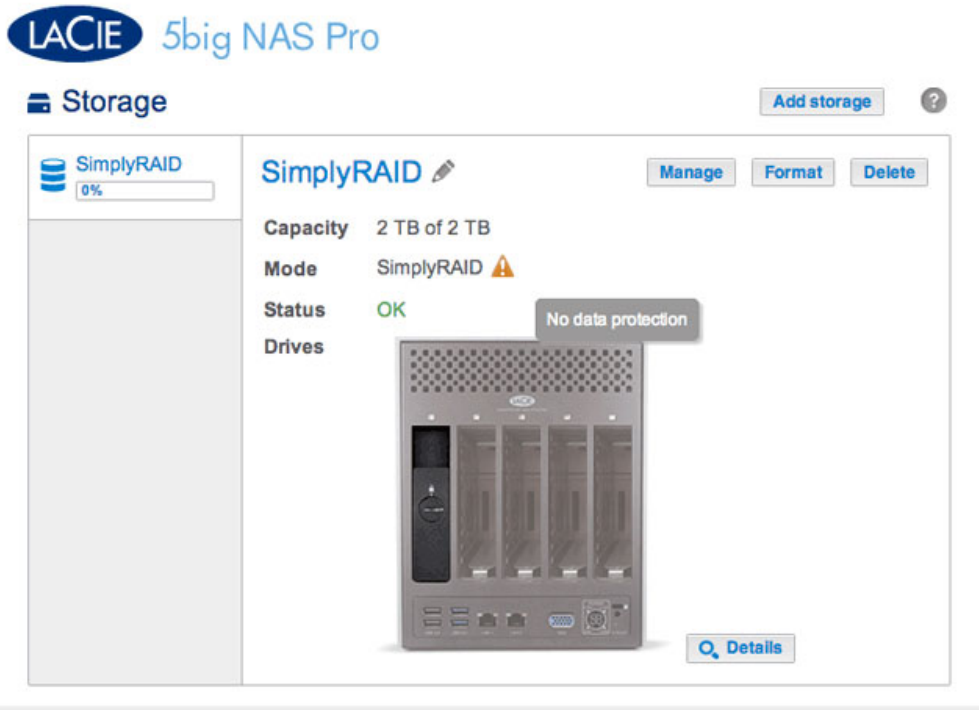 LACIE 5big NAS Pro
Storage
Add storage
?
SimplyRAID
0%
SimplyRAID
Manage
Format
Delete
Capacity 2 TB of 2 TB
Mode SimplyRAID
Status OK
No data protection
Drives
LACIE
Details